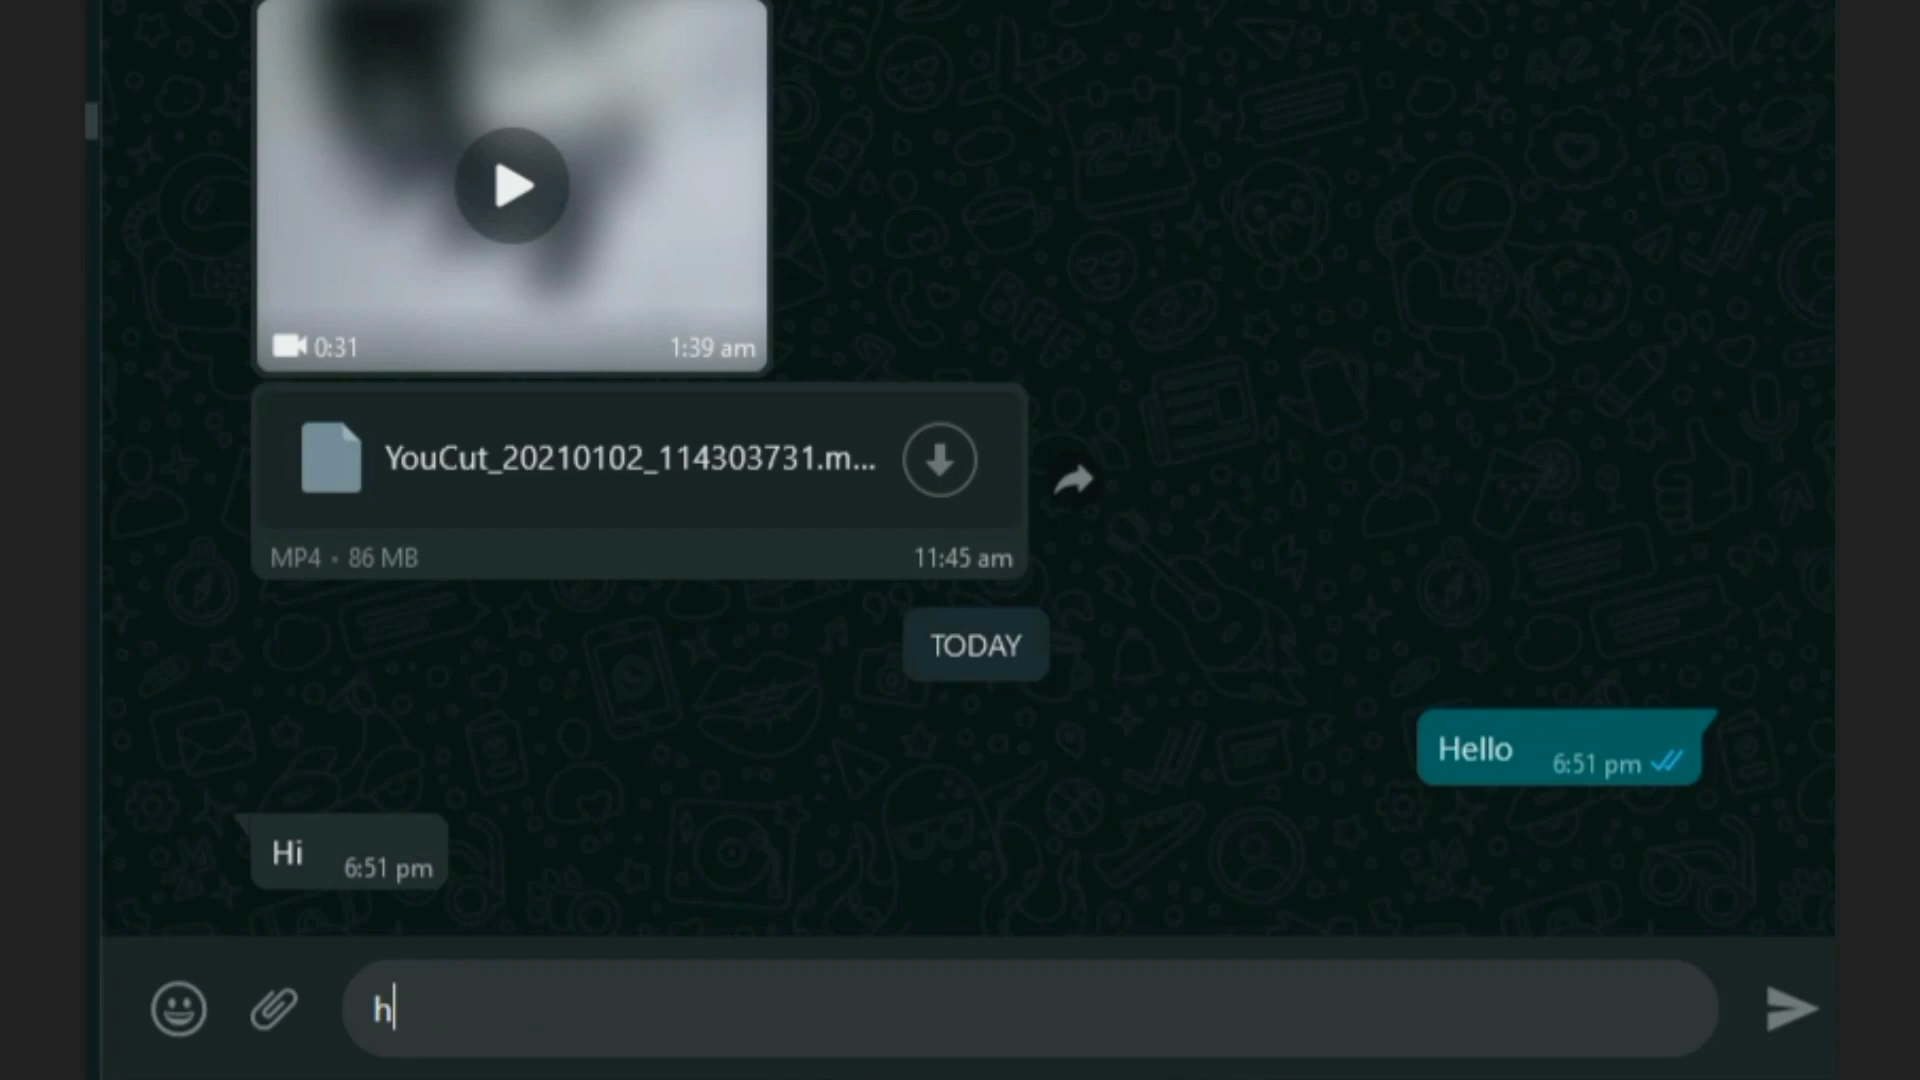 0:31 1:39 am
YouCut_20210102_114303731.m...
MP4 • 86 MB 11:45 am
TODAY
Hello 6:51 pm
Hi 6:51 pm
h